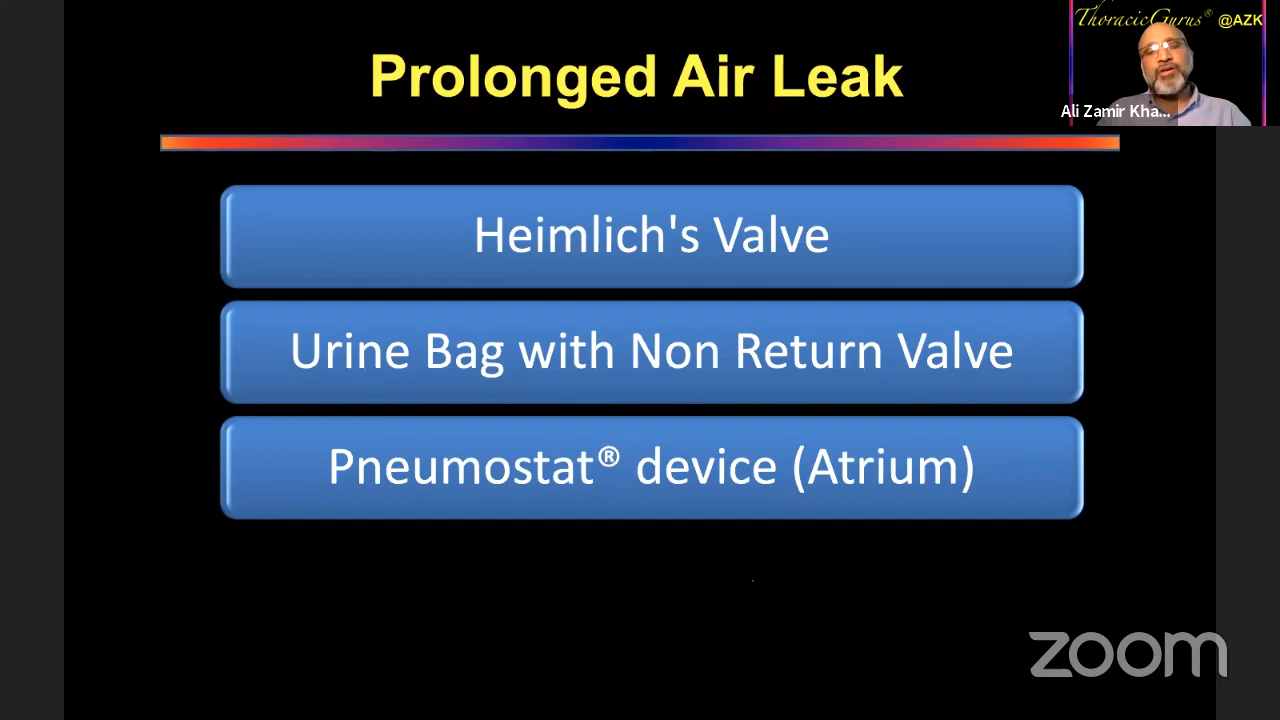 ThoracicGurus® @AZK
Prolonged Air Leak
Ali Zamir Kha...
Heimlich's Valve
Urine Bag with Non Return Valve
Pneumostat® device (Atrium)
zoom